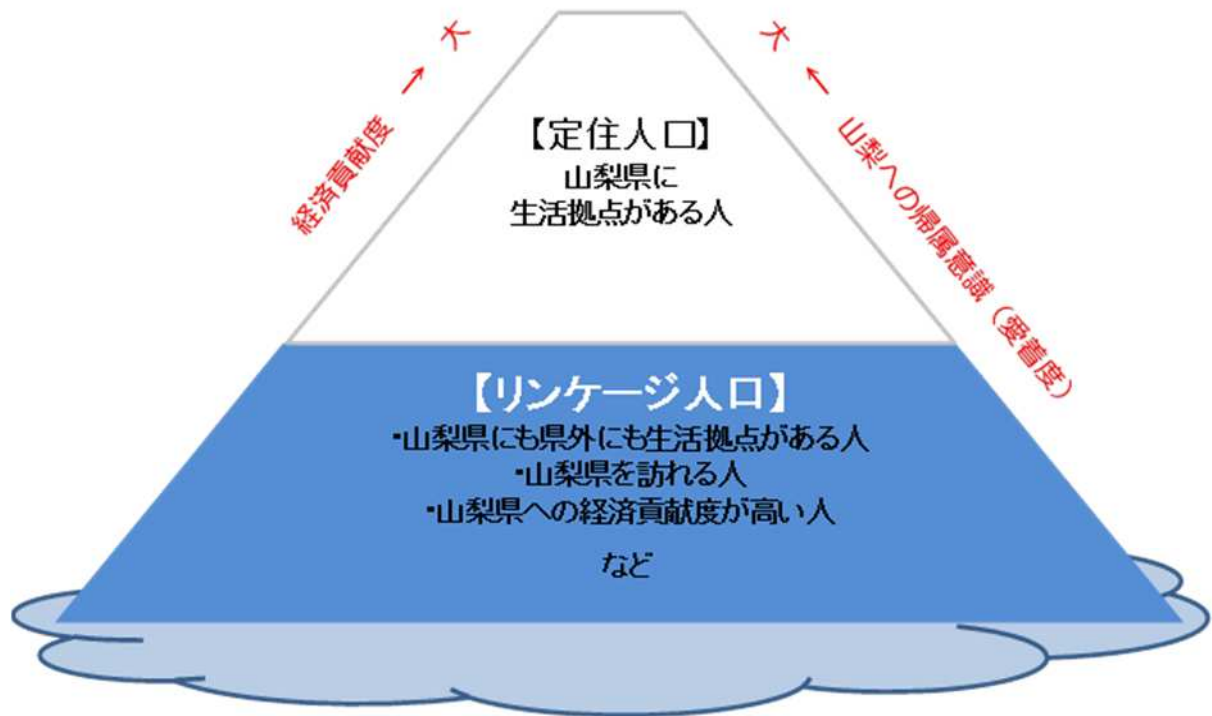 経済貢献度 → 大
大 ← 山梨への帰属意識（愛着度）
【定住人口】
山梨県に
生活拠点がある人
【リンケージ人口】
・山梨県にも県外にも生活拠点がある人
・山梨県を訪れる人
・山梨県への経済貢献度が高い人
など